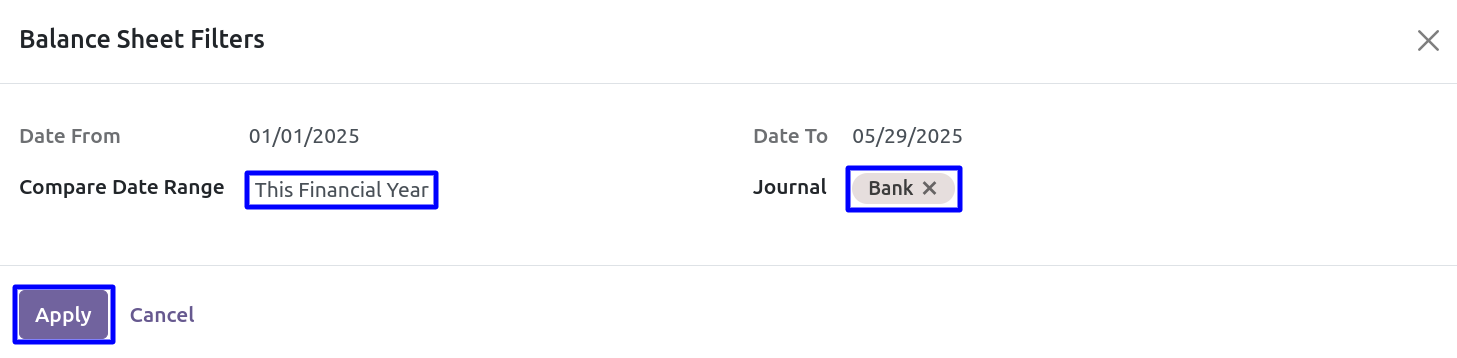 Balance Sheet Filters
Date From 01/01/2025 Date To 05/29/2025
Compare Date Range This Financial Year Journal Bank
Apply Cancel